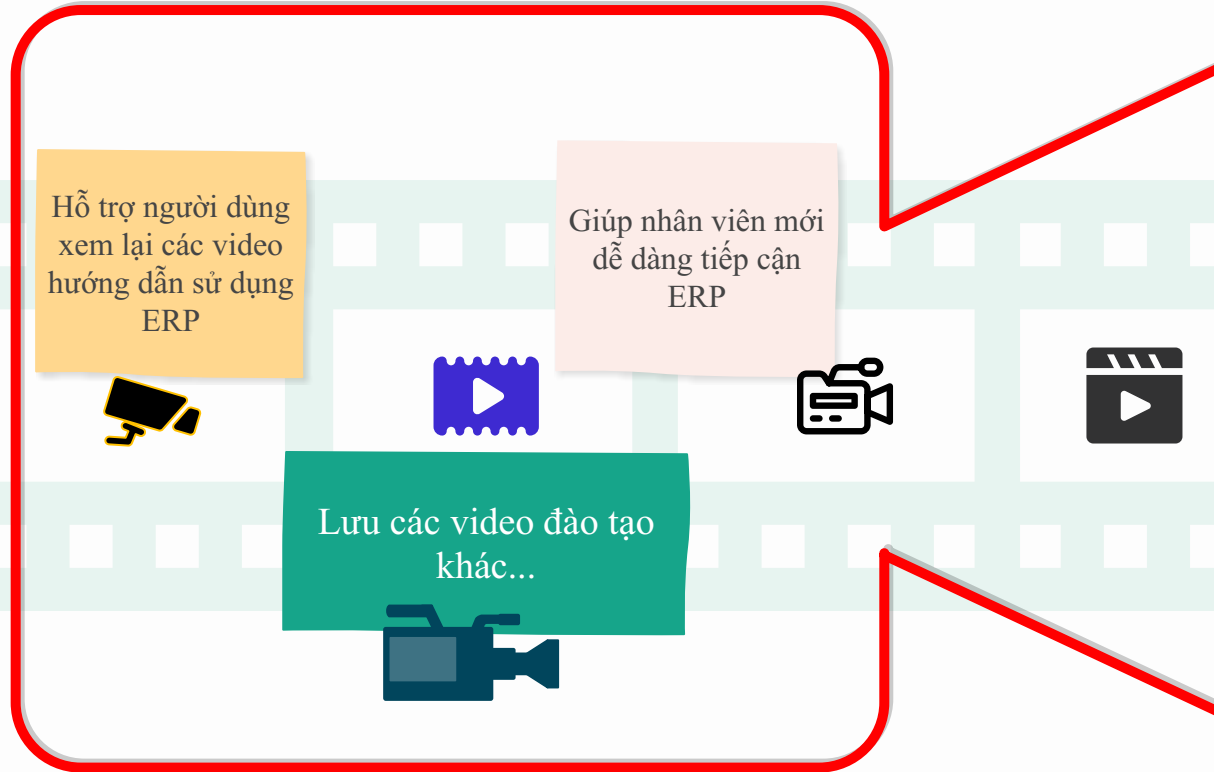 Hỗ trợ người dùng
xem lại các video
hướng dẫn sử dụng
ERP
Giúp nhân viên mới
dễ dàng tiếp cận
ERP
Lưu các video đào tạo
khác...